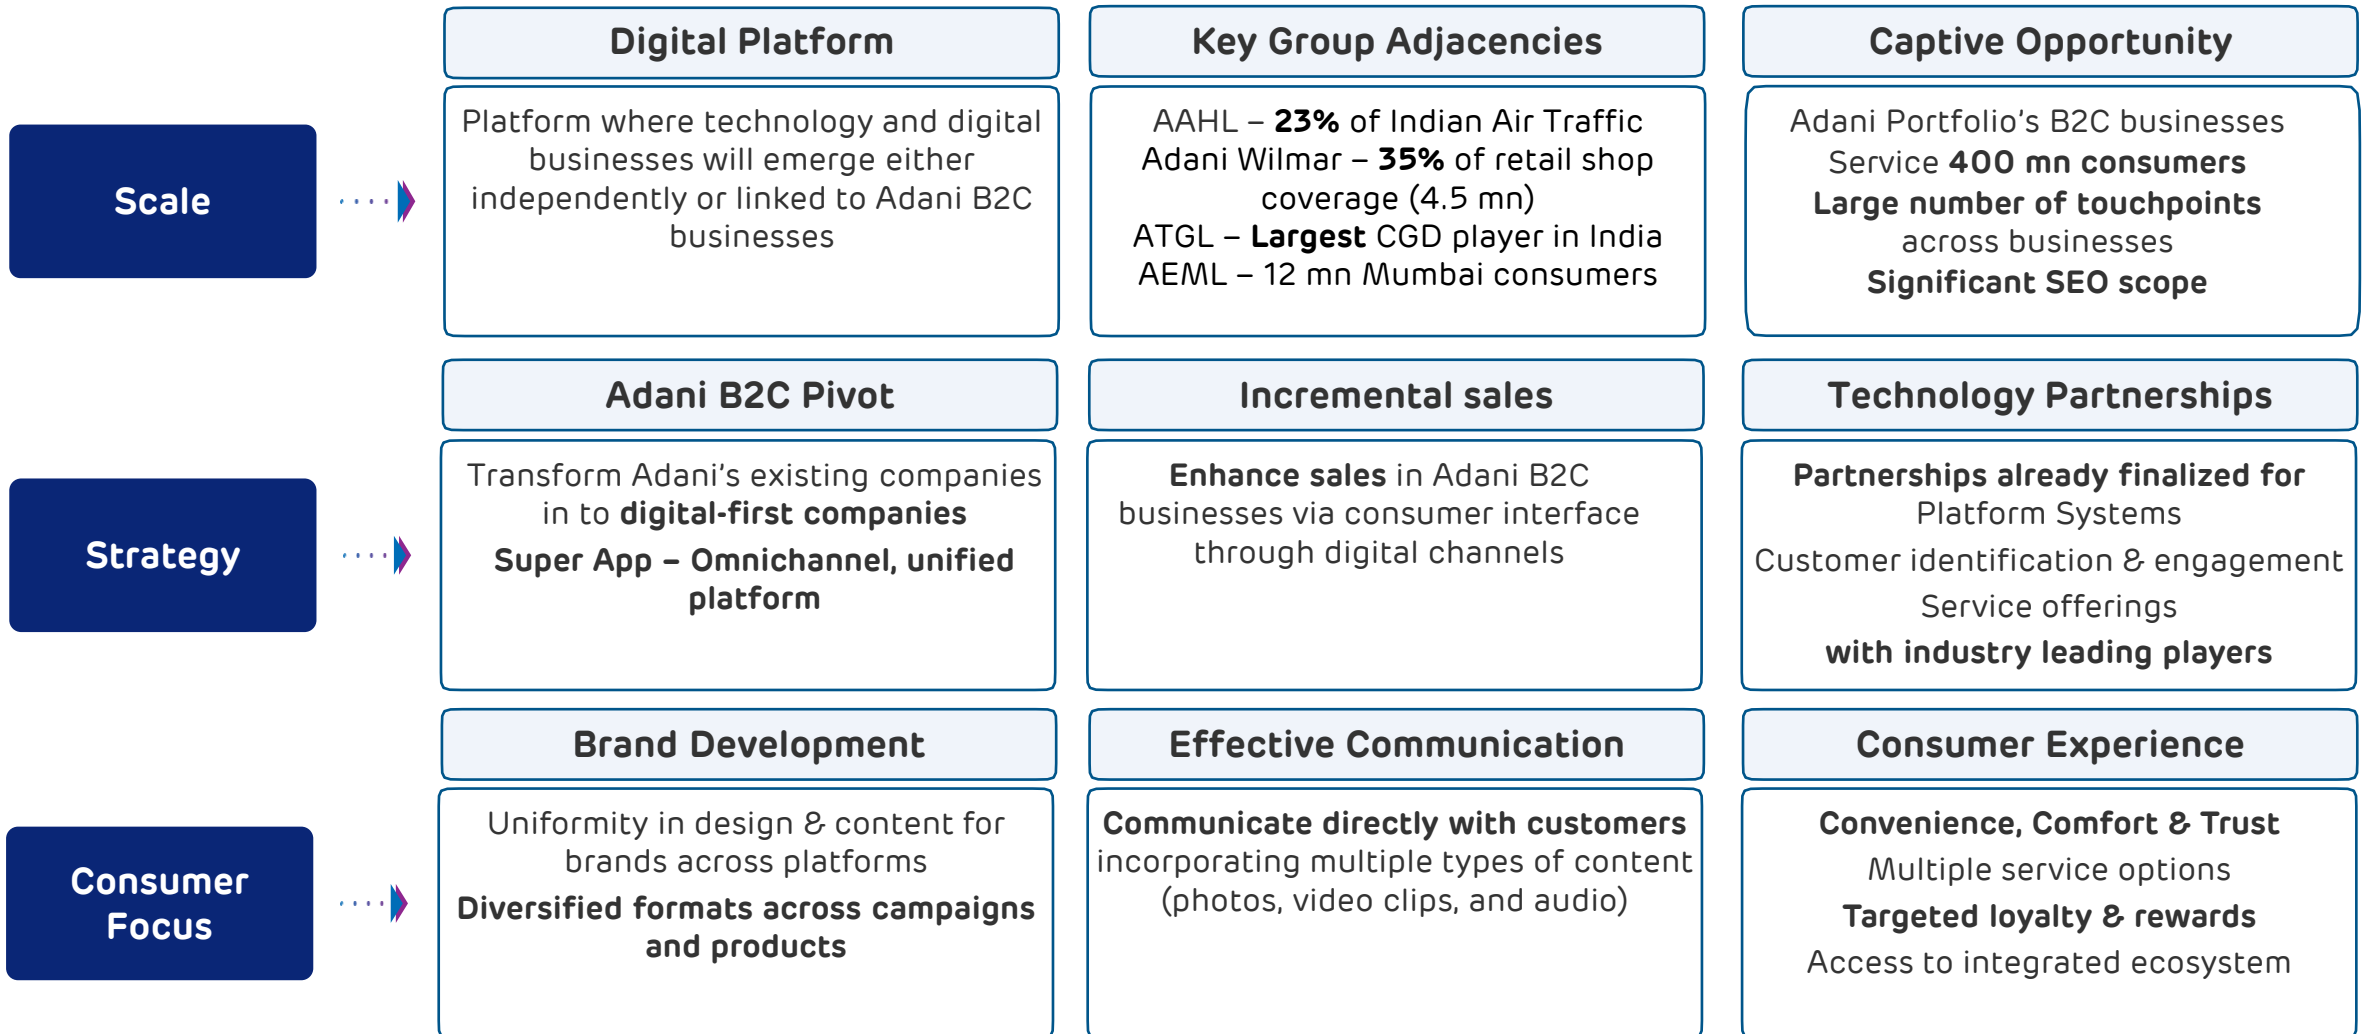 Digital Platform
Key Group Adjacencies
Captive Opportunity
Scale
Platform where technology and digital
businesses will emerge either
independently or linked to Adani B2C
businesses
AAHL – 23% of Indian Air Traffic
Adani Wilmar – 35% of retail shop
coverage (4.5 mn)
ATGL – Largest CGD player in India
AEML – 12 mn Mumbai consumers
Adani Portfolio's B2C businesses
Service 400 mn consumers
Large number of touchpoints
across businesses
Significant SEO scope
Adani B2C Pivot
Incremental sales
Technology Partnerships
Strategy
Transform Adani's existing companies
in to digital-first companies
Super App – Omnichannel, unified
platform
Enhance sales in Adani B2C
businesses via consumer interface
through digital channels
Partnerships already finalized for
Platform Systems
Customer identification & engagement
Service offerings
with industry leading players
Brand Development
Effective Communication
Consumer Experience
Consumer
Focus
Uniformity in design & content for
brands across platforms
Diversified formats across campaigns
and products
Communicate directly with customers
incorporating multiple types of content
(photos, video clips, and audio)
Convenience, Comfort & Trust
Multiple service options
Targeted loyalty & rewards
Access to integrated ecosystem